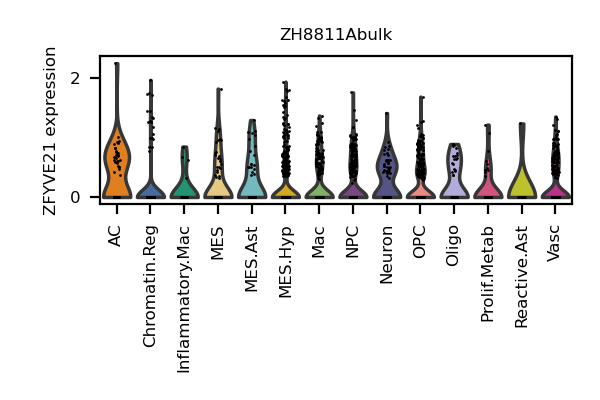 ZH8811Abulk
ZFYVE21 expression
2
0
AC
Chromatin.Reg
Inflammatory.Mac
MES
MES.Ast
MES.Hyp
Mac
NPC
Neuron
OPC
Oligo
Prolif.Metab
Reactive.Ast
Vasc